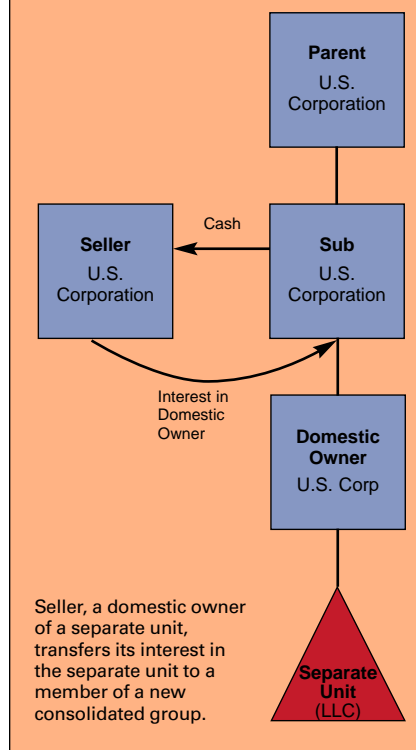 Parent
U.S.
Corporation
Cash
Seller
U.S.
Corporation
Sub
U.S.
Corporation
Interest in
Domestic
Owner
Domestic
Owner
U.S. Corp
Seller, a domestic owner
of a separate unit,
transfers its interest in
the separate unit to a
member of a new
consolidated group.
Separate
Unit
(LLC)